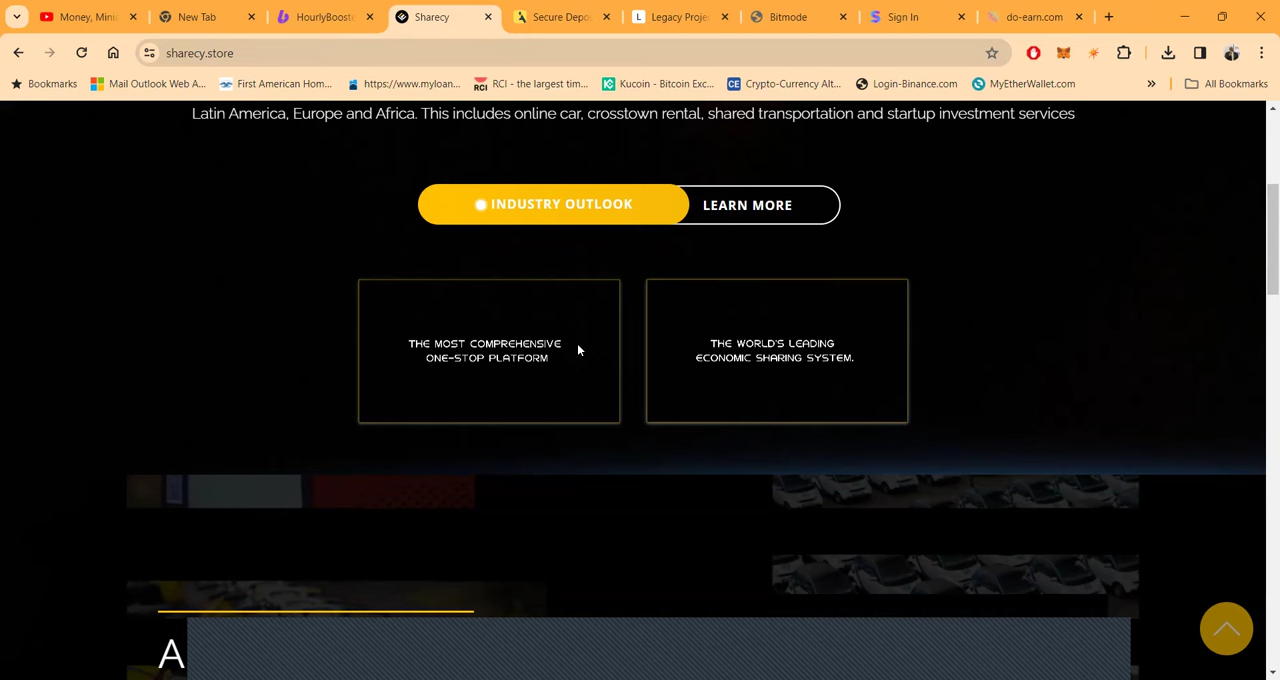 Money, Mini
New Tab
HourlyBooste
Sharecy
Secure Depo
Legacy Proje
Bitmode
Sign In
do-earn.com
sharecy.store
Bookmarks
Mail Outlook Web A...
First American Hom...
https://www.myloan...
RCI - the largest tim...
Kucoin - Bitcoin Exc...
Crypto-Currency Alt...
Login-Binance.com
MyEtherWallet.com
»
All Bookmarks
Latin America, Europe and Africa. This includes online car, crosstown rental, shared transportation and startup investment services
INDUSTRY OUTLOOK
LEARN MORE
THE MOST COMPREHENSIVE
ONE-STOP PLATFORM
THE WORLD'S LEADING
ECONOMIC SHARING SYSTEM.
A